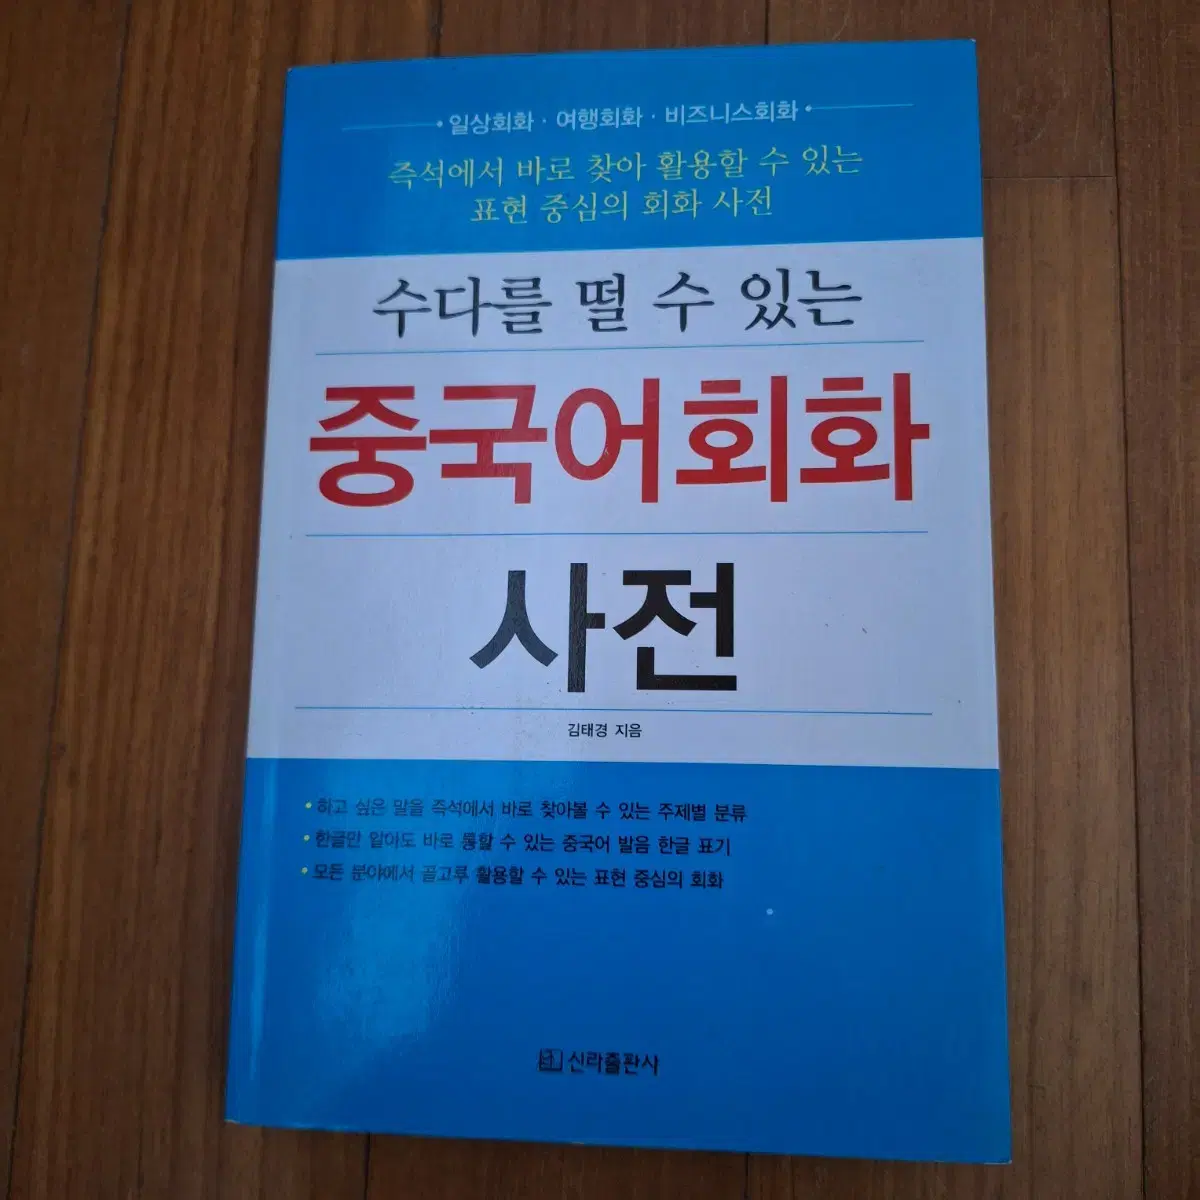 • 일상회화 · 여행회화 · 비즈니스회화 •
즉석에서 바로 찾아 활용할 수 있는
표현 중심의 회화 사전
수다를 떨 수 있는
중국어회화
사전
김태경 지음
• 하고 싶은 말을 즉석에서 바로 찾아볼 수 있는 주제별 분류
• 한글만 알아도 바로 통할 수 있는 중국어 발음 한글 표기
• 모든 분야에서 골고루 활용할 수 있는 표현 중심의 회화
신라출판사